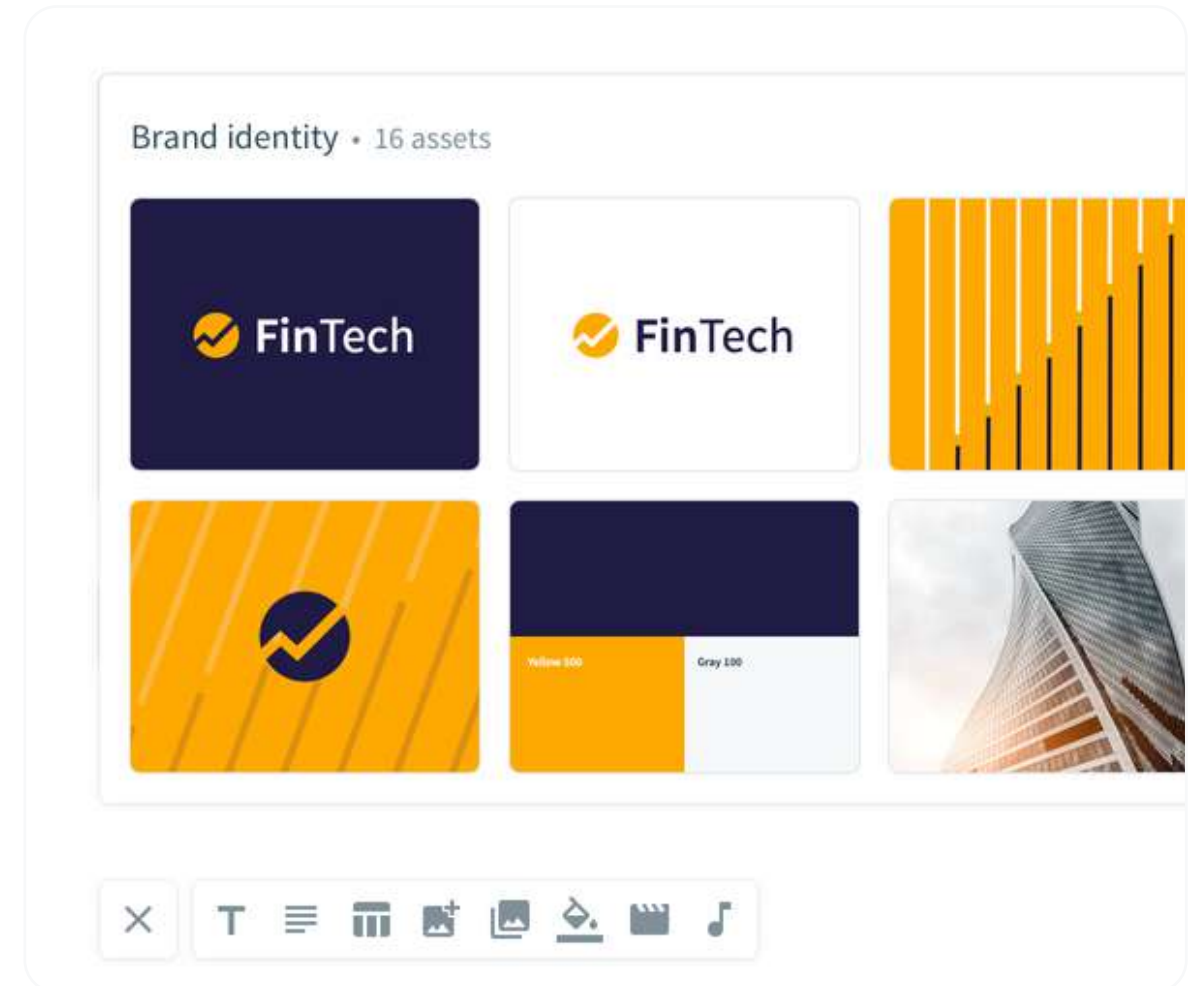 Brand identity • 16 assets
FinTech
FinTech
Yellow 500
Gray 100
T